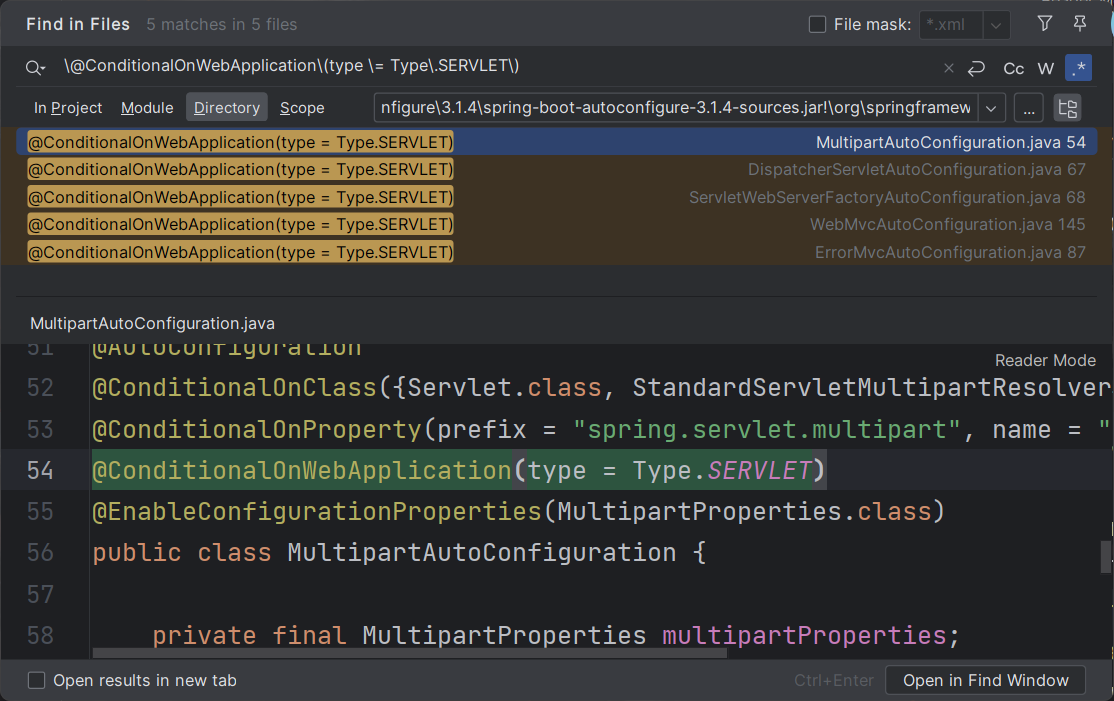 Find in Files 5 matches in 5 files File mask: *.xml
\@ConditionalOnWebApplication\(type \= Type\.SERVLET\) Cc W .*
In Project Module Directory Scope nfigure\3.1.4\spring-boot-autoconfigure-3.1.4-sources.jar!\org\springframew ...
@ConditionalOnWebApplication(type = Type.SERVLET) MultipartAutoConfiguration.java 54
@ConditionalOnWebApplication(type = Type.SERVLET) DispatcherServletAutoConfiguration.java 67
@ConditionalOnWebApplication(type = Type.SERVLET) ServletWebServerFactoryAutoConfiguration.java 68
@ConditionalOnWebApplication(type = Type.SERVLET) WebMvcAutoConfiguration.java 145
@ConditionalOnWebApplication(type = Type.SERVLET) ErrorMvcAutoConfiguration.java 87
MultipartAutoConfiguration.java
51 @AutoConfiguration
Reader Mode
52 @ConditionalOnClass({Servlet.class, StandardServletMultipartResolver
53 @ConditionalOnProperty(prefix = "spring.servlet.multipart", name = "
54 @ConditionalOnWebApplication(type = Type.SERVLET)
55 @EnableConfigurationProperties(MultipartProperties.class)
56 public class MultipartAutoConfiguration {
57
58 private final MultipartProperties multipartProperties;
Open results in new tab Ctrl+Enter Open in Find Window